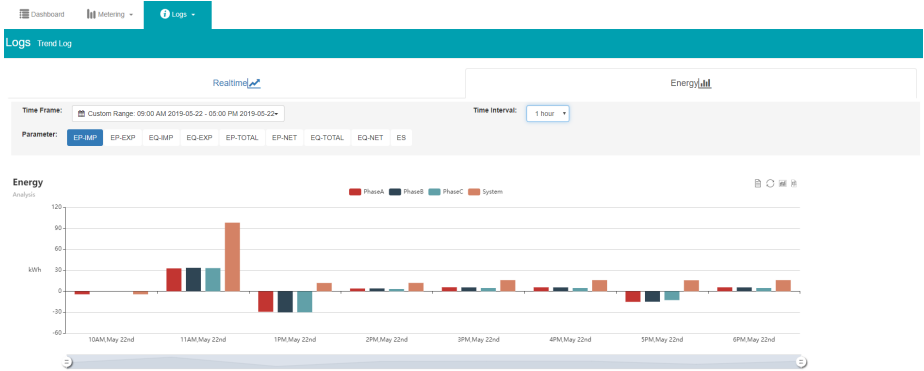 Dashboard Metering Logs
Logs Trend Log
Realtime Energy
Time Frame: Custom Range: 09:00 AM 2019-05-22 - 05:00 PM 2019-05-22 Time Interval: 1 hour
Parameter: EP-IMP EP-EXP EQ-IMP EQ-EXP EP-TOTAL EP-NET EQ-TOTAL EQ-NET ES
Energy
Analysis
PhaseA PhaseB PhaseC System
120
90
60
kWh 30
0
-30
-60
10AM,May 22nd 11AM,May 22nd 1PM,May 22nd 2PM,May 22nd 3PM,May 22nd 4PM,May 22nd 5PM,May 22nd 6PM,May 22nd